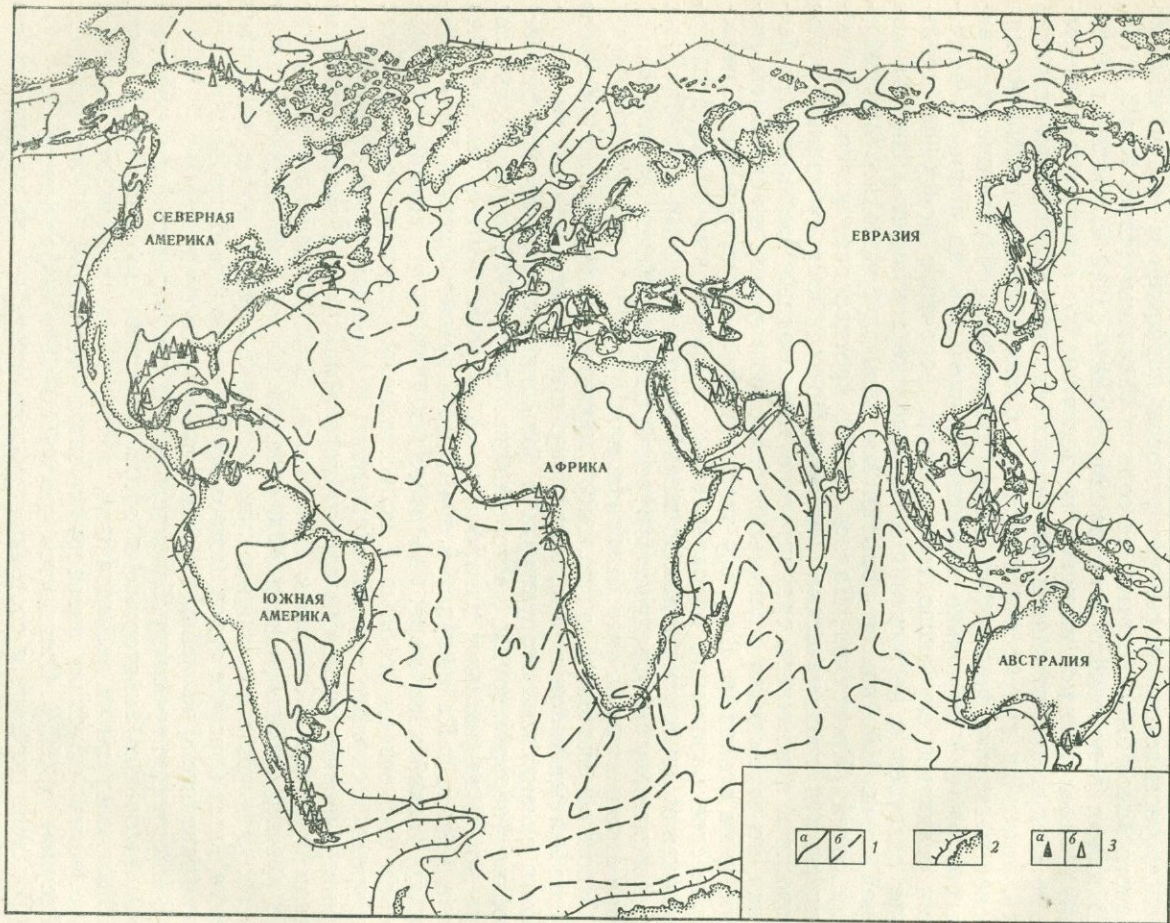 СЕВЕРНАЯ
АМЕРИКА
ЕВРАЗИЯ
АФРИКА
ЮЖНАЯ
АМЕРИКА
АВСТРАЛИЯ
а б 1 2 а б 3